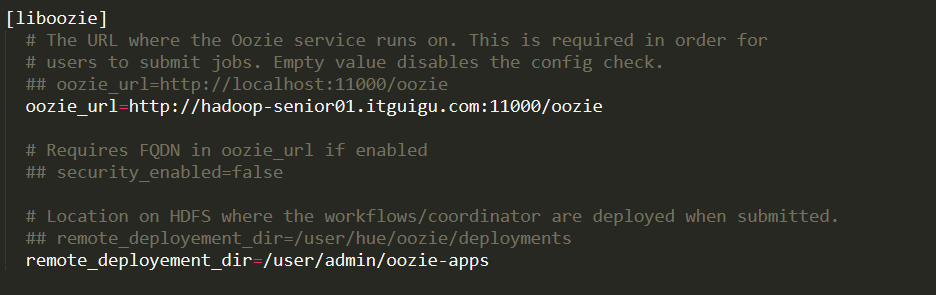 [liboozie]
# The URL where the Oozie service runs on. This is required in order for
# users to submit jobs. Empty value disables the config check.
## oozie_url=http://localhost:11000/oozie
oozie_url=http://hadoop-senior01.itguigu.com:11000/oozie
# Requires FQDN in oozie_url if enabled
## security_enabled=false
# Location on HDFS where the workflows/coordinator are deployed when submitted.
## remote_deployement_dir=/user/hue/oozie/deployments
remote_deployement_dir=/user/admin/oozie-apps